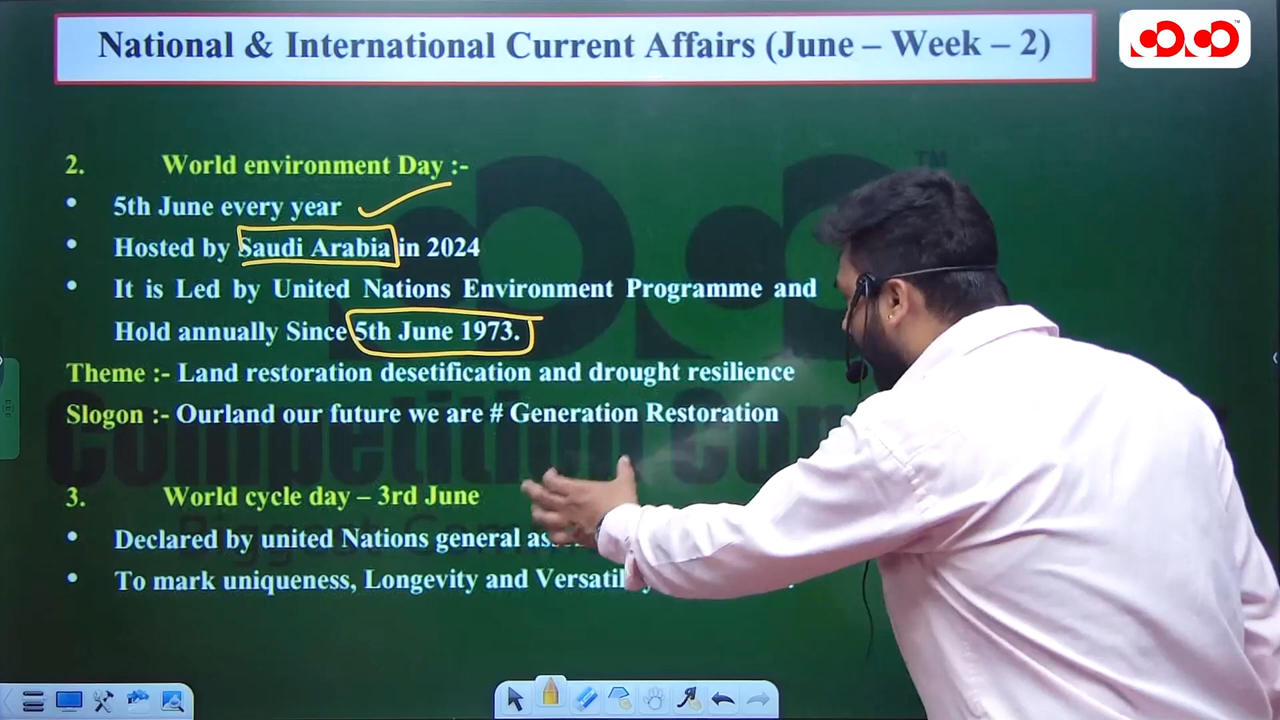 National & International Current Affairs (June – Week – 2)
TM
2. World environment Day :-
• 5th June every year
• Hosted by Saudi Arabia in 2024
• It is Led by United Nations Environment Programme and
Hold annually Since 5th June 1973.
Theme :- Land restoration desetification and drought resilience
Slogon :- Ourland our future we are # Generation Restoration
3. World cycle day – 3rd June
• Declared by united Nations general
• To mark uniqueness, Longevity and